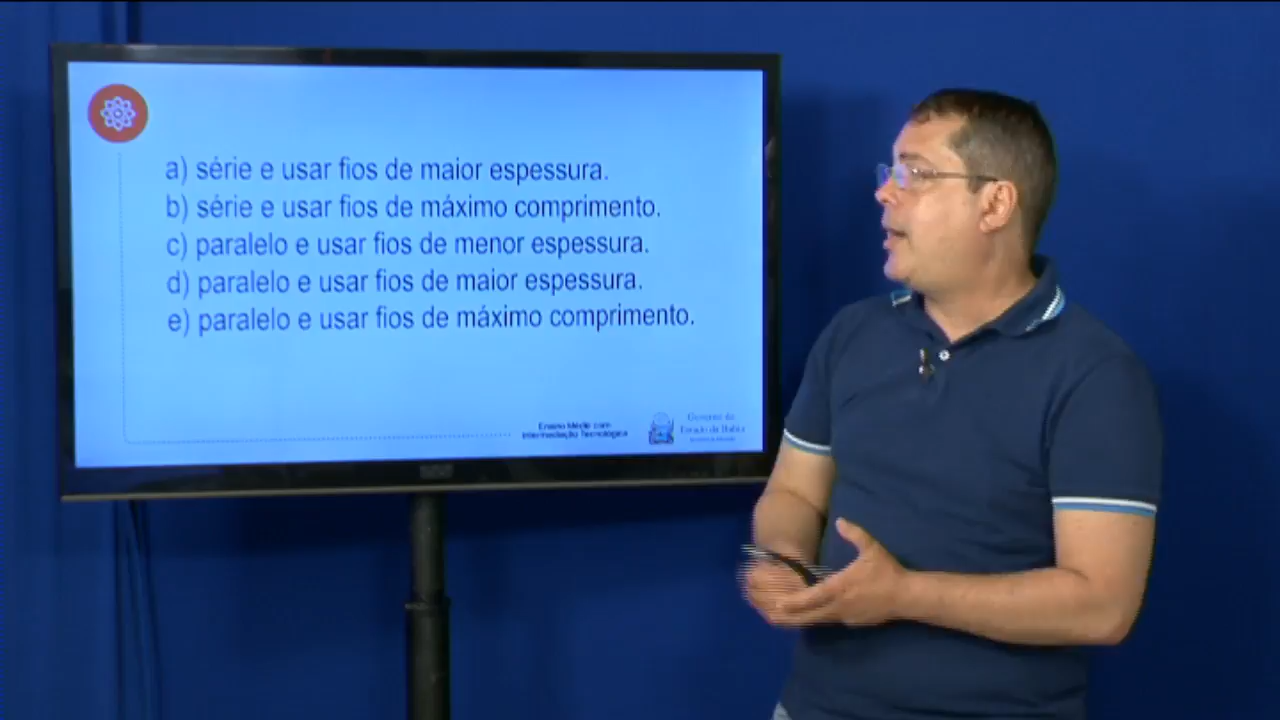 a) série e usar fios de maior espessura.
b) série e usar fios de máximo comprimento.
c) paralelo e usar fios de menor espessura.
d) paralelo e usar fios de maior espessura.
e) paralelo e usar fios de máximo comprimento.
Ensino Médio com
Intermediação Tecnológica
Governo do
Estado da Bahia